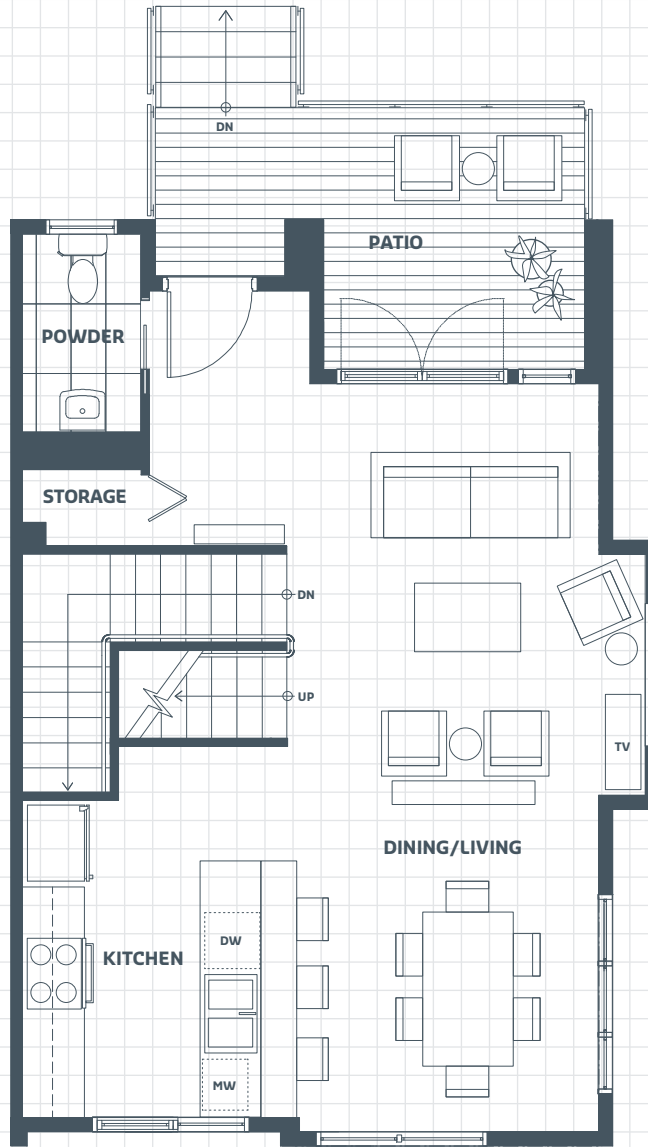 DN
PATIO
POWDER
STORAGE
DN
UP
TV
DINING/LIVING
DW
KITCHEN
MW